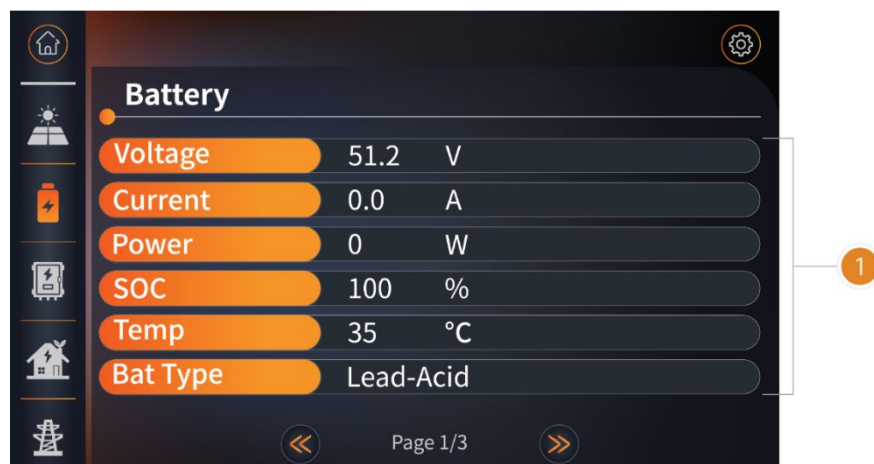 Battery
Voltage 51.2 V
Current 0.0 A
Power 0 W
SOC 100 %
Temp 35 °C
Bat Type Lead-Acid
1
Page 1/3